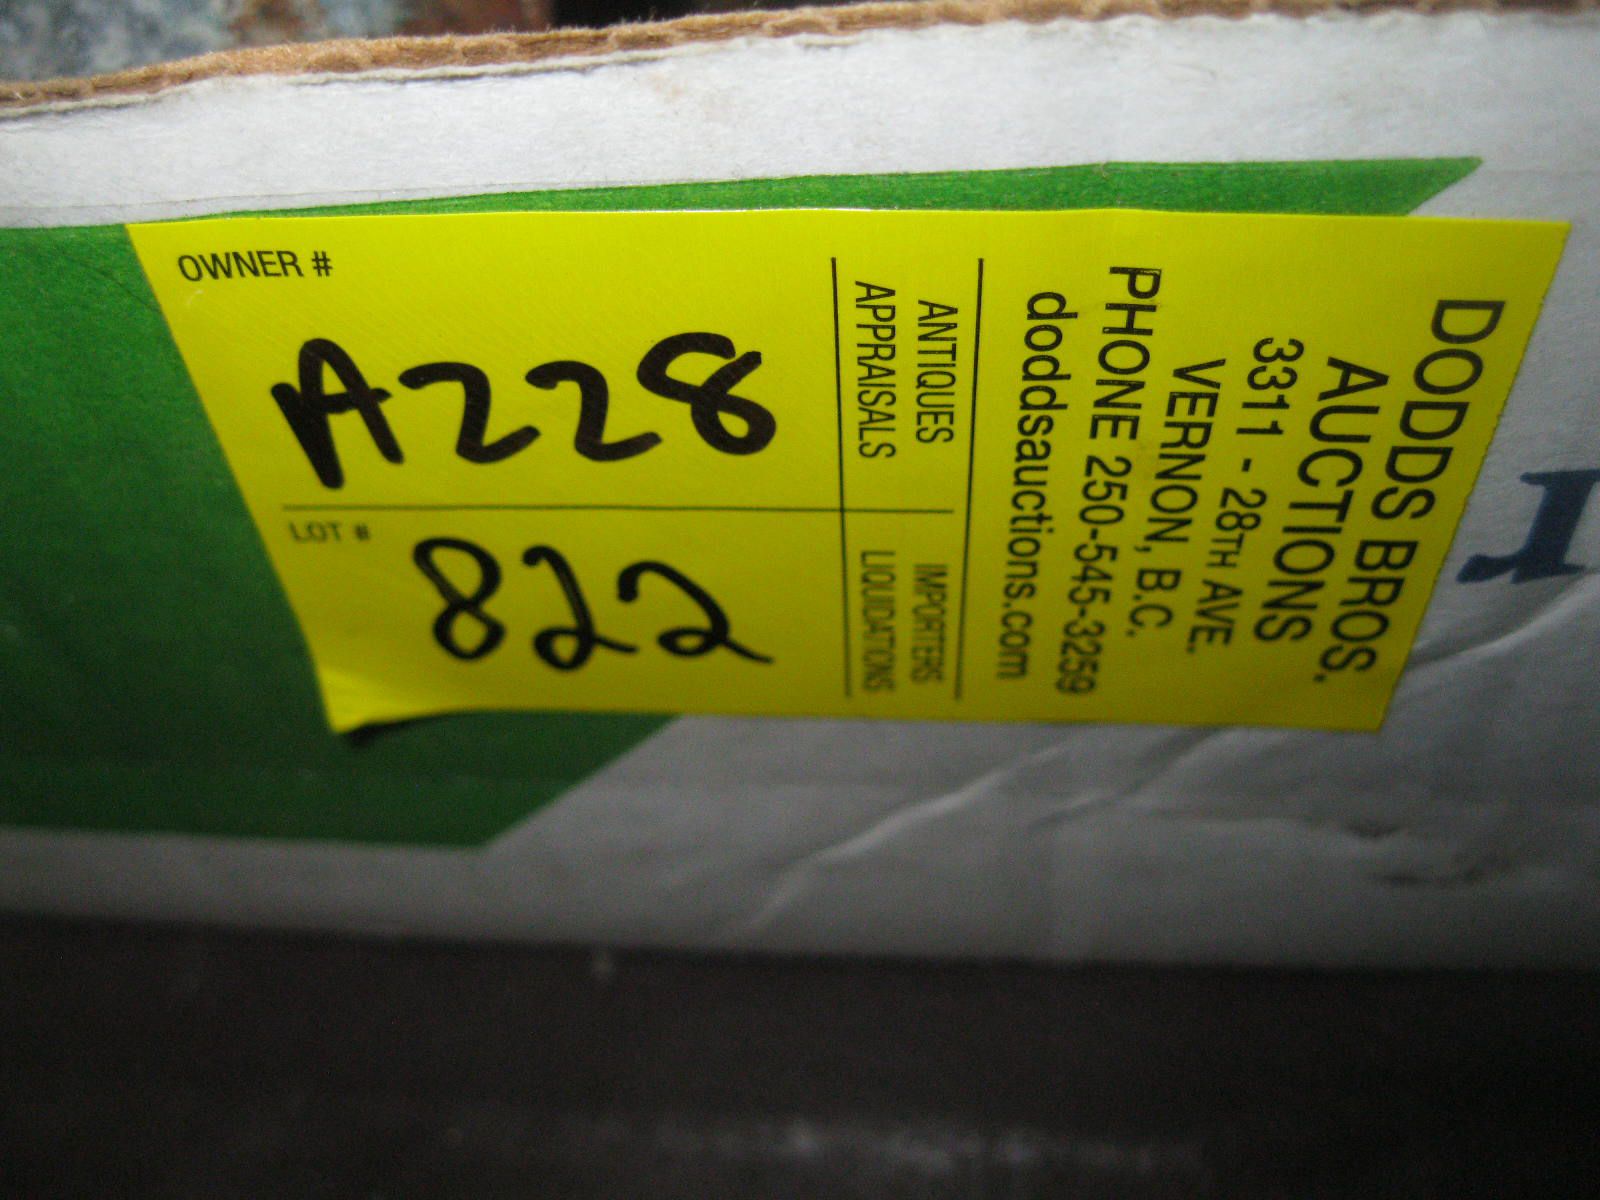 OWNER #
A228
LOT #
822
ANTIQUES
APPRAISALS
IMPORTERS
LIQUIDATIONS
DODDS BROS.
AUCTIONS
3311 - 28TH AVE.
VERNON, B.C.
PHONE 250-545-3259
doddsauctions.com
r